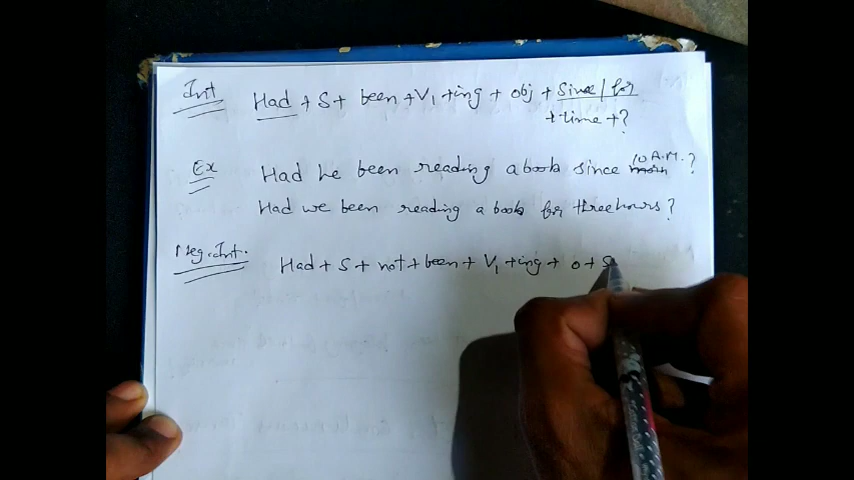 Int Had + S + been + V1 + ing + obj + Since / for
+ time + ?
Ex Had he been reading a book since 10 A.M. ?
Had we been reading a book for three hours ?
Neg. Int. Had + S + not + been + V1 + ing + o + S